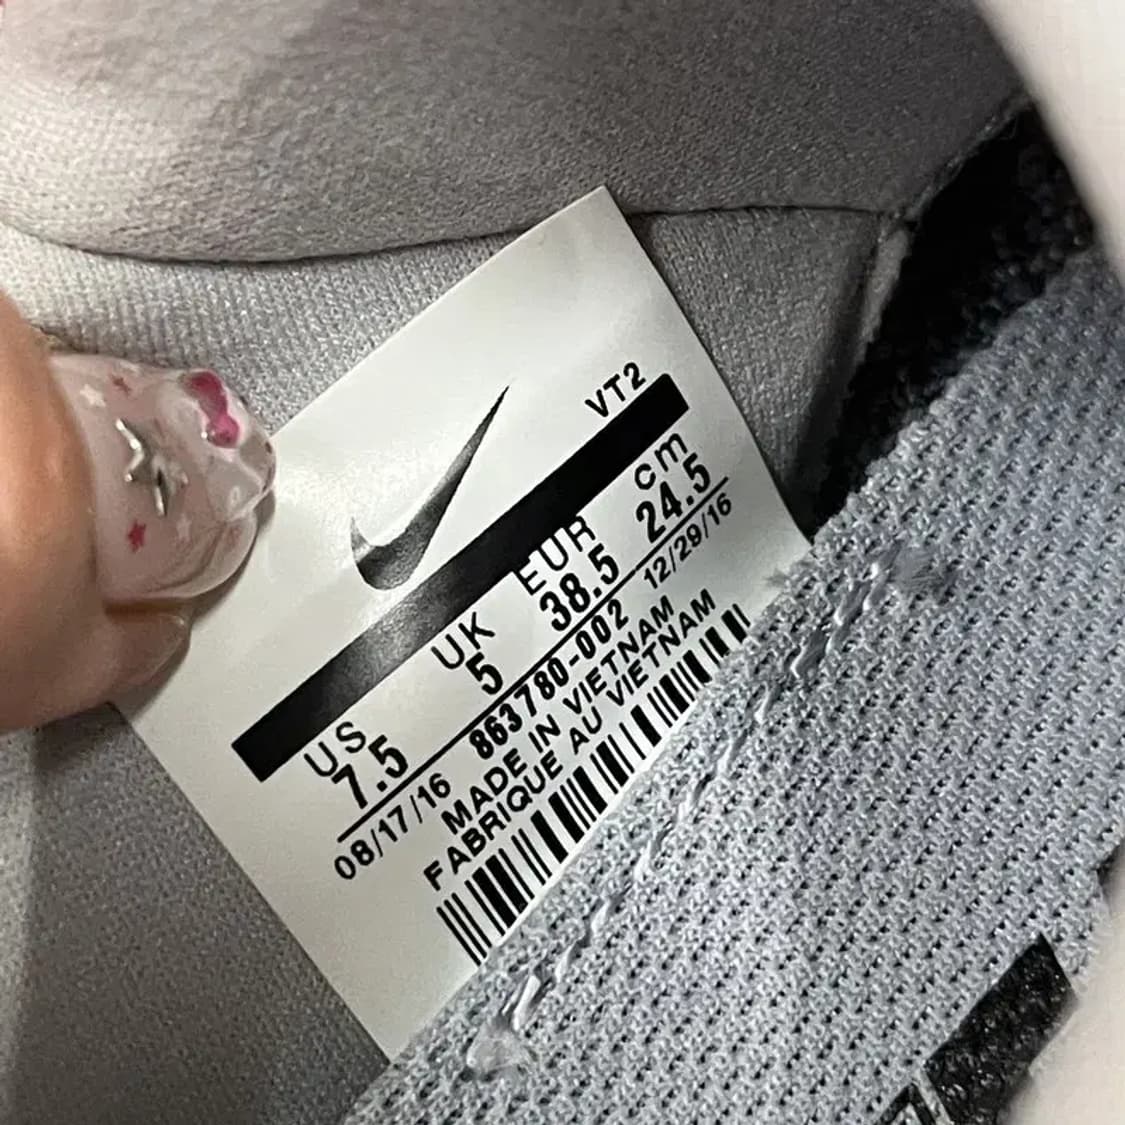 VT2
US UK EUR cm
7.5 5 38.5 24.5
08/17/16 863780-002 12/29/16
MADE IN VIETNAM
FABRIQUE AU VIETNAM